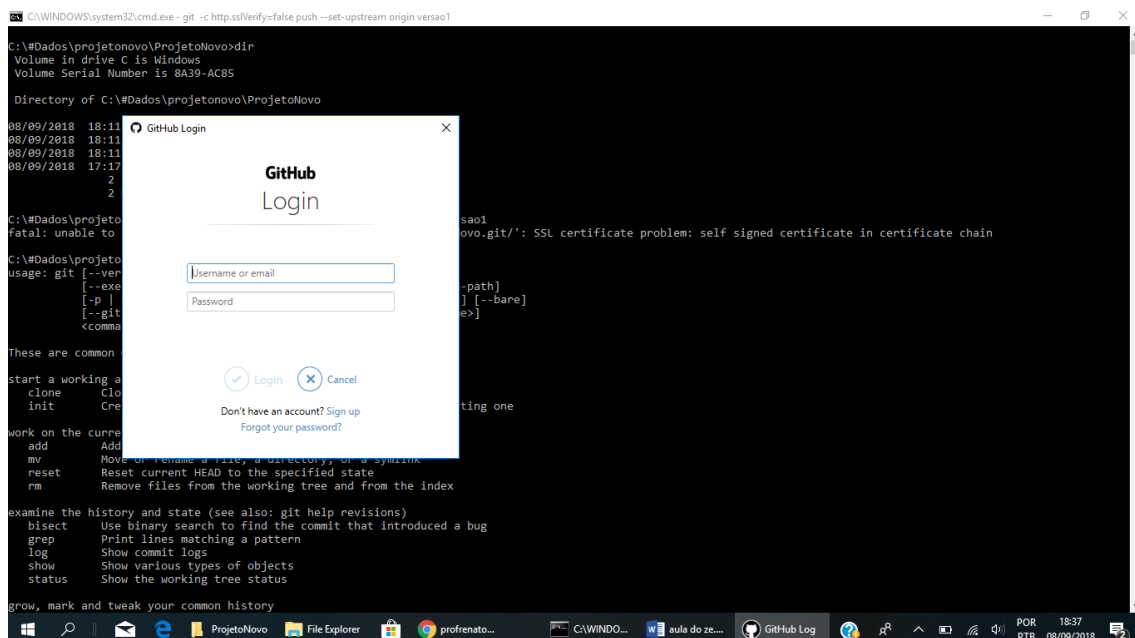 C:\WINDOWS\system32\cmd.exe - git -c http.sslVerify=false push --set-upstream origin versao1
C:\#Dados\projetonovo\ProjetoNovo>dir
Volume in drive C is Windows
Volume Serial Number is 8A39-AC85
Directory of C:\#Dados\projetonovo\ProjetoNovo
08/09/2018 18:11
08/09/2018 18:11
08/09/2018 18:11
08/09/2018 17:17
2
2
GitHub Login
GitHub
Login
Username or email
Password
Login
Cancel
Don't have an account? Sign up
Forgot your password?
C:\#Dados\projeto sao1
fatal: unable to ovo.git/': SSL certificate problem: self signed certificate in certificate chain
C:\#Dados\projeto
usage: git [--ver
[--exe -path]
[-p | ] [--bare]
[--git e>]
<comma
These are common
start a working a
clone Clo
init Cre ting one
work on the curre
add Add
mv Move or rename a file, a directory, or a symlink
reset Reset current HEAD to the specified state
rm Remove files from the working tree and from the index
examine the history and state (see also: git help revisions)
bisect Use binary search to find the commit that introduced a bug
grep Print lines matching a pattern
log Show commit logs
show Show various types of objects
status Show the working tree status
grow, mark and tweak your common history
ProjetoNovo File Explorer profrenato... C:\WINDO... aula do ze.... GitHub Log POR 18:37
PTB 08/09/2018